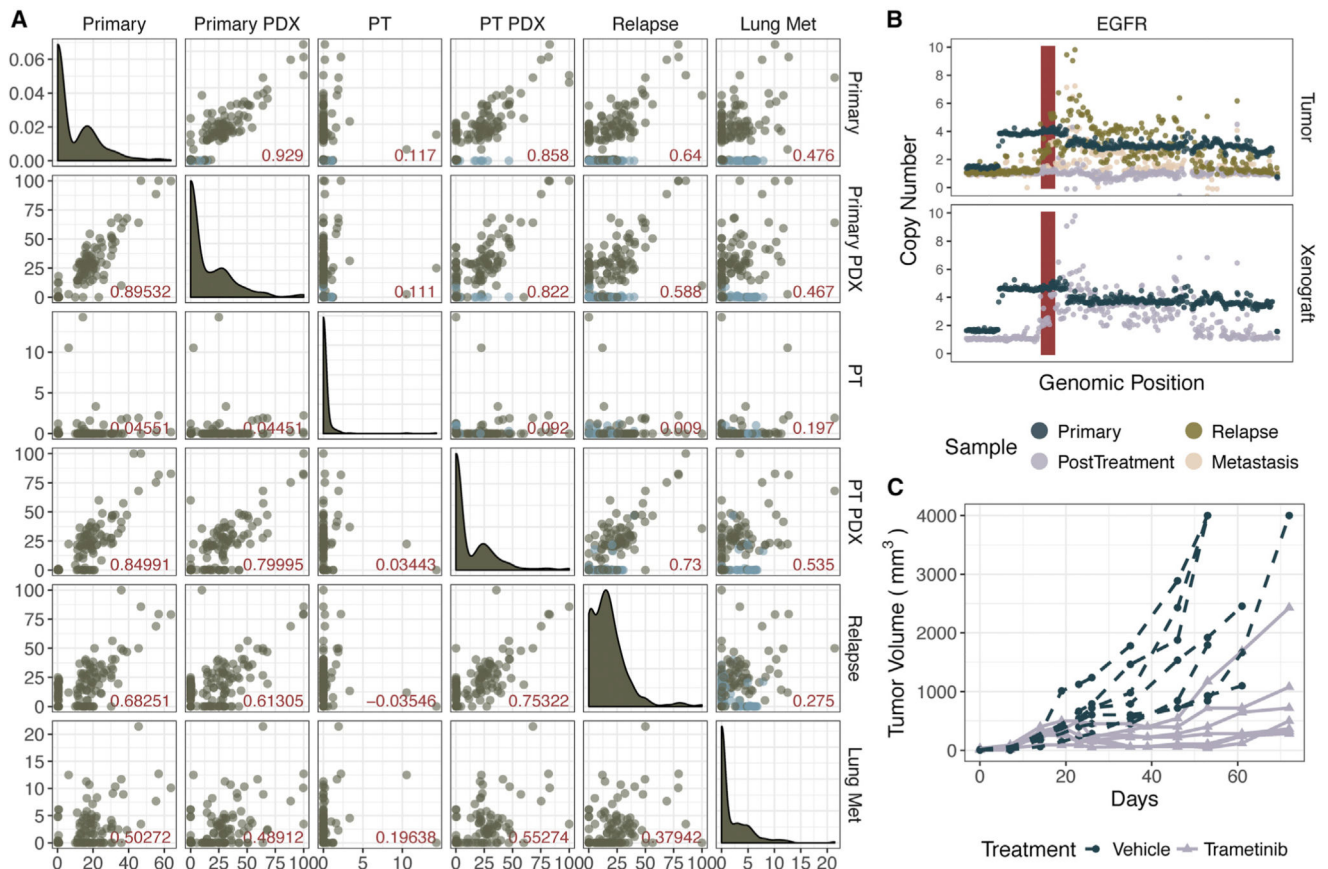 A
Primary
Primary PDX
PT
PT PDX
Relapse
Lung Met
0.06
0.04
0.02
0.00
0.929
0.117
0.858
0.64
0.476
Primary
100
75
50
25
0
0.89532
0.111
0.822
0.588
0.467
Primary PDX
10
5
0
0.04551
0.04451
0.092
0.009
0.197
PT
100
75
50
25
0
0.84991
0.79995
0.03443
0.73
0.535
PT PDX
100
75
50
25
0
0.68251
0.61305
−0.03546
0.75322
0.275
Relapse
20
15
10
5
0
0.50272
0.48912
0.19638
0.55274
0.37942
Lung Met
0 20 40 60
0 25 50 75 100
0 5 10
0 25 50 75 100
0 25 50 75 100
0 5 10 15 20
B
EGFR
10
8
6
4
2
0
Tumor
10
8
6
4
2
0
Xenograft
Copy Number
Genomic Position
Sample
Primary
Relapse
PostTreatment
Metastasis
C
4000
3000
2000
1000
0
Tumor Volume ( mm³ )
0 20 40 60
Days
Treatment Vehicle Trametinib